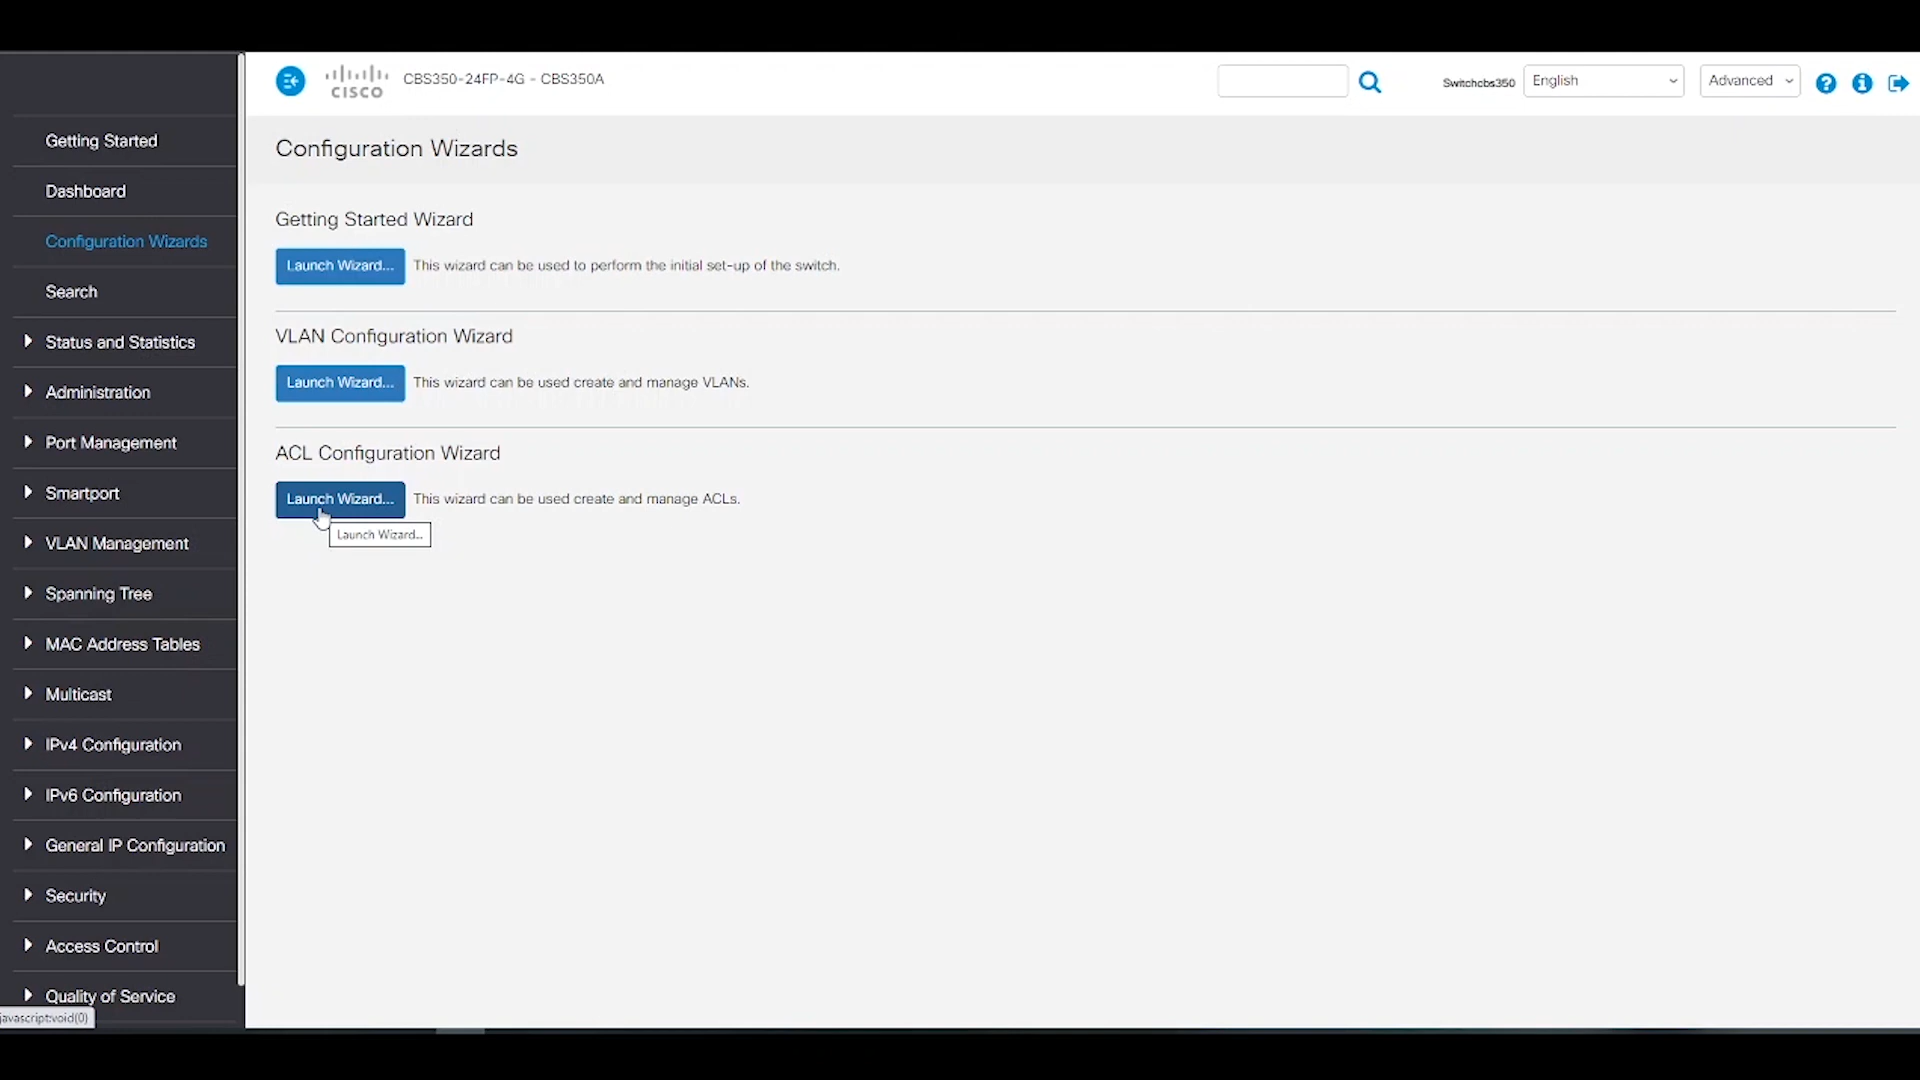 CISCO
CBS350-24FP-4G - CBS350A
Switchcbs350
English
Advanced
Getting Started
Dashboard
Configuration Wizards
Search
Status and Statistics
Administration
Port Management
Smartport
VLAN Management
Spanning Tree
MAC Address Tables
Multicast
IPv4 Configuration
IPv6 Configuration
General IP Configuration
Security
Access Control
Quality of Service
javascript:void(0)
Configuration Wizards
Getting Started Wizard
Launch Wizard... This wizard can be used to perform the initial set-up of the switch.
VLAN Configuration Wizard
Launch Wizard... This wizard can be used create and manage VLANs.
ACL Configuration Wizard
Launch Wizard... This wizard can be used create and manage ACLs.
Launch Wizard...